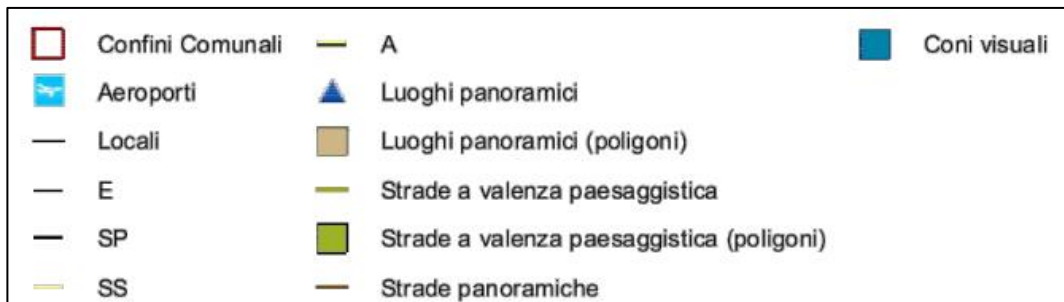 Confini Comunali
Aeroporti
Locali
E
SP
SS
A
Luoghi panoramici
Luoghi panoramici (poligoni)
Strade a valenza paesaggistica
Strade a valenza paesaggistica (poligoni)
Strade panoramiche
Coni visuali